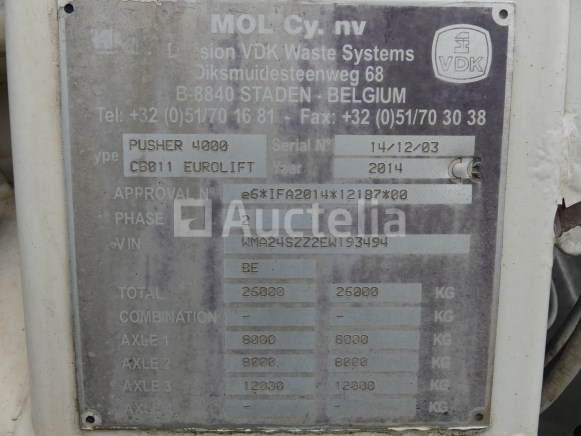 MOL Cy. nv
Division VDK Waste Systems
Diksmuidesteenweg 68
B-8840 STADEN - BELGIUM
Tel: +32 (0)51/70 16 81 - Fax: +32 (0)51/70 30 38
VDK
Type PUSHER 4000 Serial N° 14/12/03
C6011 EUROLIFT Year 2014 CE
APPROVAL N° e6*IFA2014*12187*00
PHASE 2
Auctelia
VIN WMA24SZZ2EW193494
BE
TOTAL 26000 26000 KG
COMBINATION - - KG
AXLE 1 8000 8000 KG
AXLE 2 8000 8000 KG
AXLE 3 12000 12000 KG
AXLE - - KG